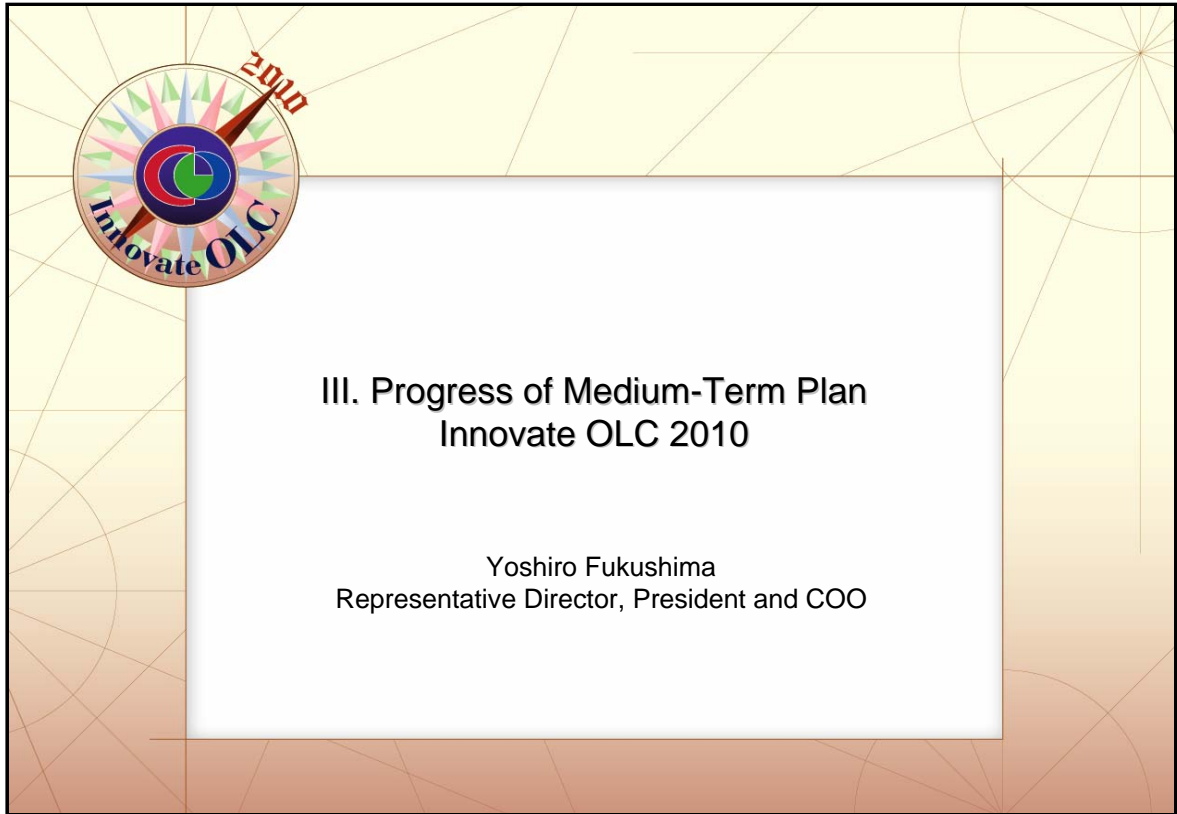 2010
Innovate OLC
III. Progress of Medium-Term Plan
Innovate OLC 2010
Yoshiro Fukushima
Representative Director, President and COO